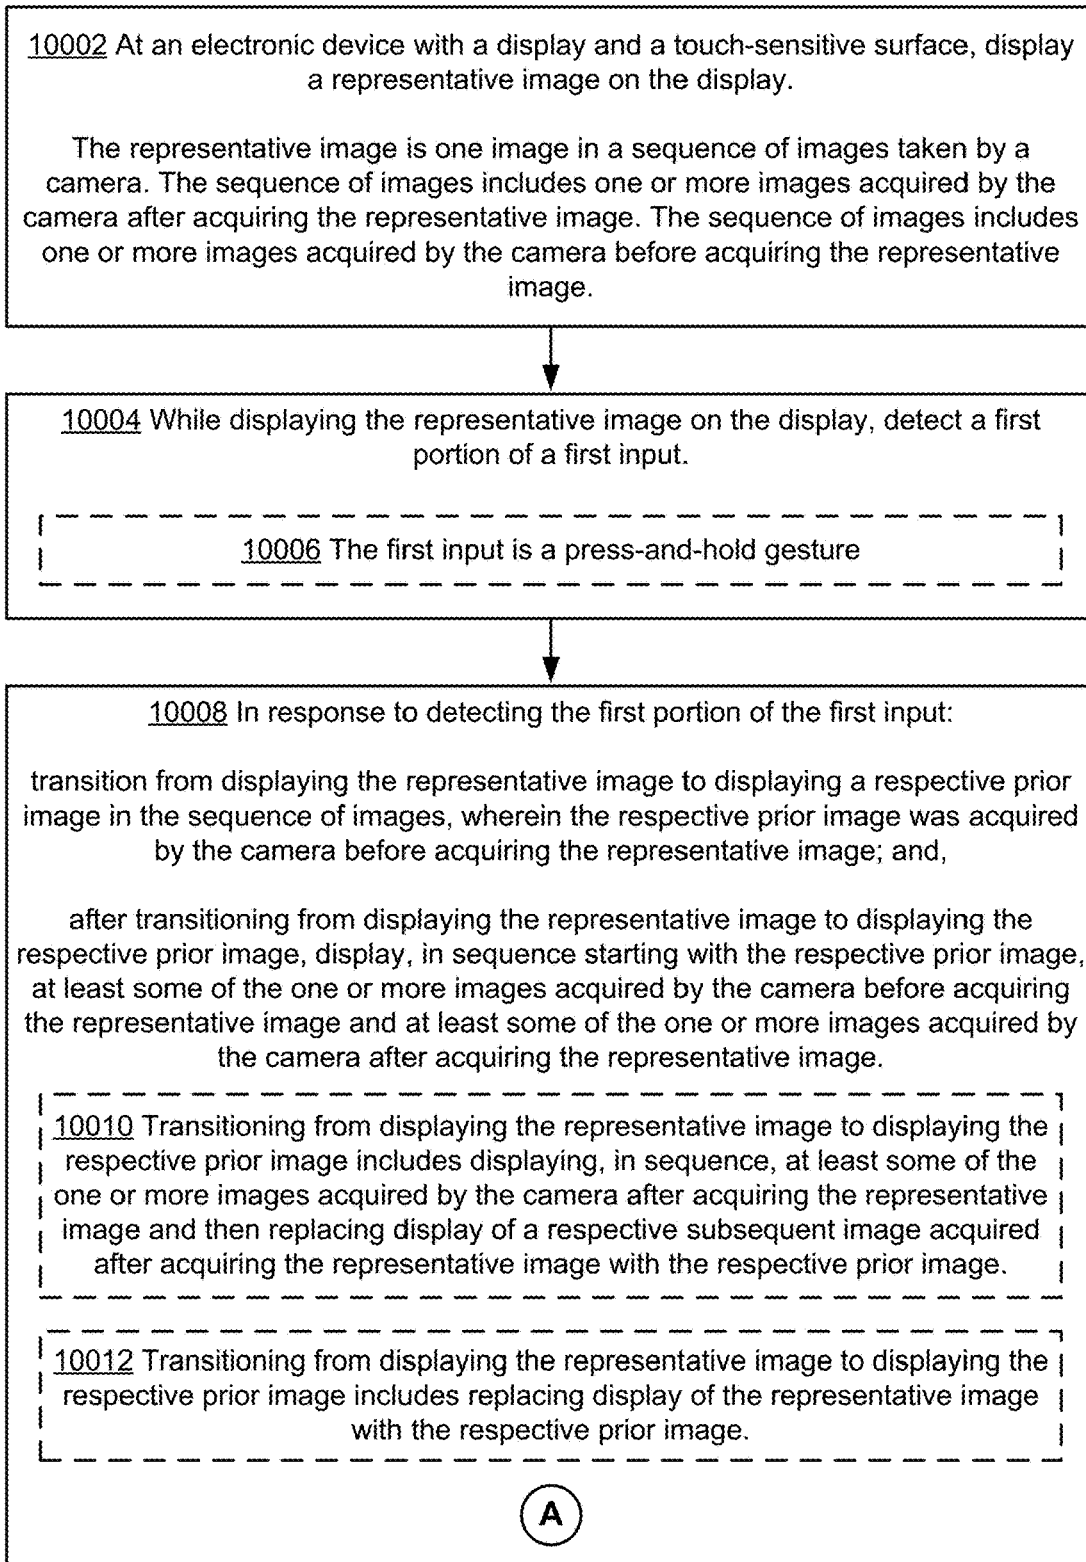 10002 At an electronic device with a display and a touch-sensitive surface, display
a representative image on the display.
The representative image is one image in a sequence of images taken by a
camera. The sequence of images includes one or more images acquired by the
camera after acquiring the representative image. The sequence of images includes
one or more images acquired by the camera before acquiring the representative
image.
10004 While displaying the representative image on the display, detect a first
portion of a first input.
10006 The first input is a press-and-hold gesture
10008 In response to detecting the first portion of the first input:
transition from displaying the representative image to displaying a respective prior
image in the sequence of images, wherein the respective prior image was acquired
by the camera before acquiring the representative image; and,
after transitioning from displaying the representative image to displaying the
respective prior image, display, in sequence starting with the respective prior image,
at least some of the one or more images acquired by the camera before acquiring
the representative image and at least some of the one or more images acquired by
the camera after acquiring the representative image.
10010 Transitioning from displaying the representative image to displaying the
respective prior image includes displaying, in sequence, at least some of the
one or more images acquired by the camera after acquiring the representative
image and then replacing display of a respective subsequent image acquired
after acquiring the representative image with the respective prior image.
10012 Transitioning from displaying the representative image to displaying the
respective prior image includes replacing display of the representative image
with the respective prior image.
A